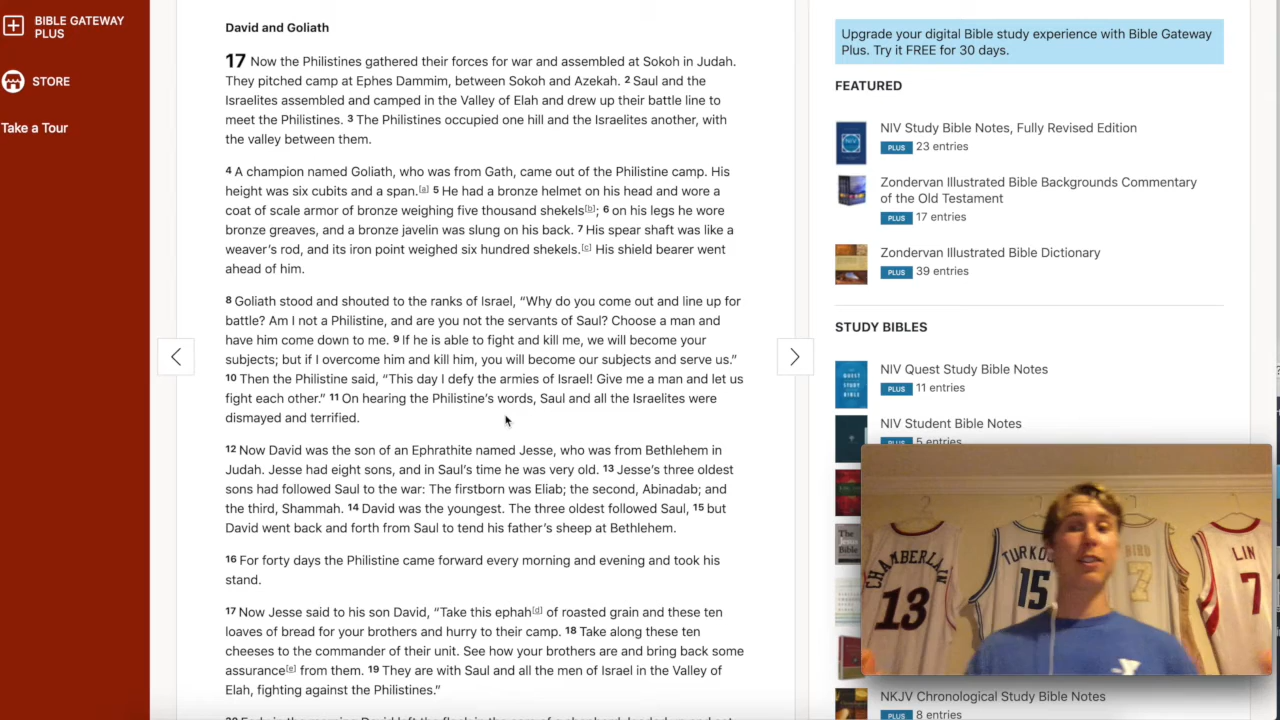 BIBLE GATEWAY
PLUS
STORE
Take a Tour
David and Goliath
17 Now the Philistines gathered their forces for war and assembled at Sokoh in Judah.
They pitched camp at Ephes Dammim, between Sokoh and Azekah. 2 Saul and the
Israelites assembled and camped in the Valley of Elah and drew up their battle line to
meet the Philistines. 3 The Philistines occupied one hill and the Israelites another, with
the valley between them.
4 A champion named Goliath, who was from Gath, came out of the Philistine camp. His
height was six cubits and a span.[a] 5 He had a bronze helmet on his head and wore a
coat of scale armor of bronze weighing five thousand shekels[b]; 6 on his legs he wore
bronze greaves, and a bronze javelin was slung on his back. 7 His spear shaft was like a
weaver’s rod, and its iron point weighed six hundred shekels.[c] His shield bearer went
ahead of him.
8 Goliath stood and shouted to the ranks of Israel, “Why do you come out and line up for
battle? Am I not a Philistine, and are you not the servants of Saul? Choose a man and
have him come down to me. 9 If he is able to fight and kill me, we will become your
subjects; but if I overcome him and kill him, you will become our subjects and serve us.”
10 Then the Philistine said, “This day I defy the armies of Israel! Give me a man and let us
fight each other.” 11 On hearing the Philistine’s words, Saul and all the Israelites were
dismayed and terrified.
12 Now David was the son of an Ephrathite named Jesse, who was from Bethlehem in
Judah. Jesse had eight sons, and in Saul’s time he was very old. 13 Jesse’s three oldest
sons had followed Saul to the war: The firstborn was Eliab; the second, Abinadab; and
the third, Shammah. 14 David was the youngest. The three oldest followed Saul, 15 but
David went back and forth from Saul to tend his father’s sheep at Bethlehem.
16 For forty days the Philistine came forward every morning and evening and took his
stand.
17 Now Jesse said to his son David, “Take this ephah[d] of roasted grain and these ten
loaves of bread for your brothers and hurry to their camp. 18 Take along these ten
cheeses to the commander of their unit. See how your brothers are and bring back some
assurance[e] from them. 19 They are with Saul and all the men of Israel in the Valley of
Elah, fighting against the Philistines.”
Upgrade your digital Bible study experience with Bible Gateway
Plus. Try it FREE for 30 days.
FEATURED
NIV Study Bible Notes, Fully Revised Edition
PLUS 23 entries
Zondervan Illustrated Bible Backgrounds Commentary
of the Old Testament
PLUS 17 entries
Zondervan Illustrated Bible Dictionary
PLUS 39 entries
STUDY BIBLES
NIV Quest Study Bible Notes
PLUS 11 entries
QUEST
STUDY
BIBLE
NIV Student Bible Notes
PLUS 5 entries
The
CHAMBERLAIN
13
TURKO
15
BIRD
7
LIN
7
NKJV Chronological Study Bible Notes
PLUS 8 entries